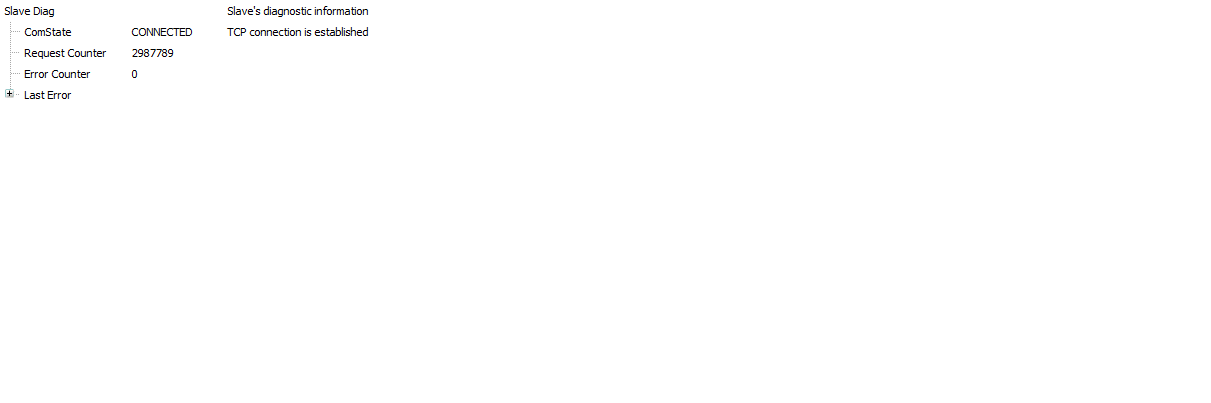 Slave Diag Slave's diagnostic information
ComState CONNECTED TCP connection is established
Request Counter 2987789
Error Counter 0
Last Error